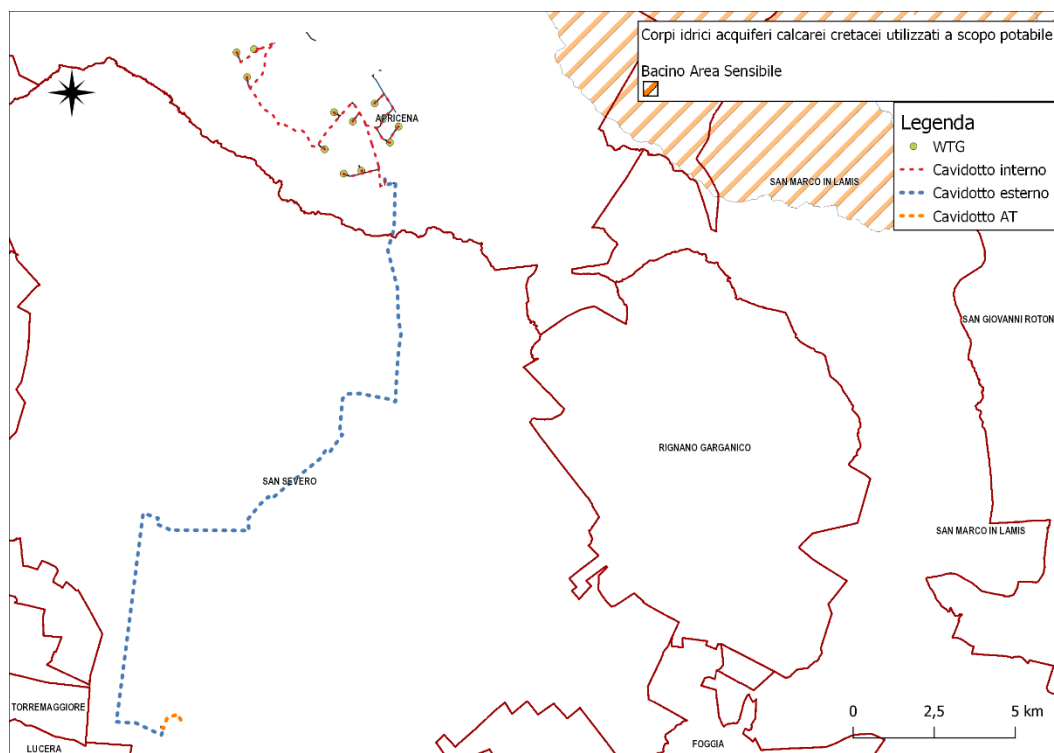 Corpi idrici acquiferi calcarei cretacei utilizzati a scopo potabile
Bacino Area Sensibile
Legenda
WTG
Cavidotto interno
Cavidotto esterno
Cavidotto AT
APRICENA
SAN MARCO IN LAMIS
SAN GIOVANNI ROTON
RIGNANO GARGANICO
SAN SEVERO
SAN MARCO IN LAMIS
TORREMAGGIORE
LUCERA
FOGGIA
0 2,5 5 km